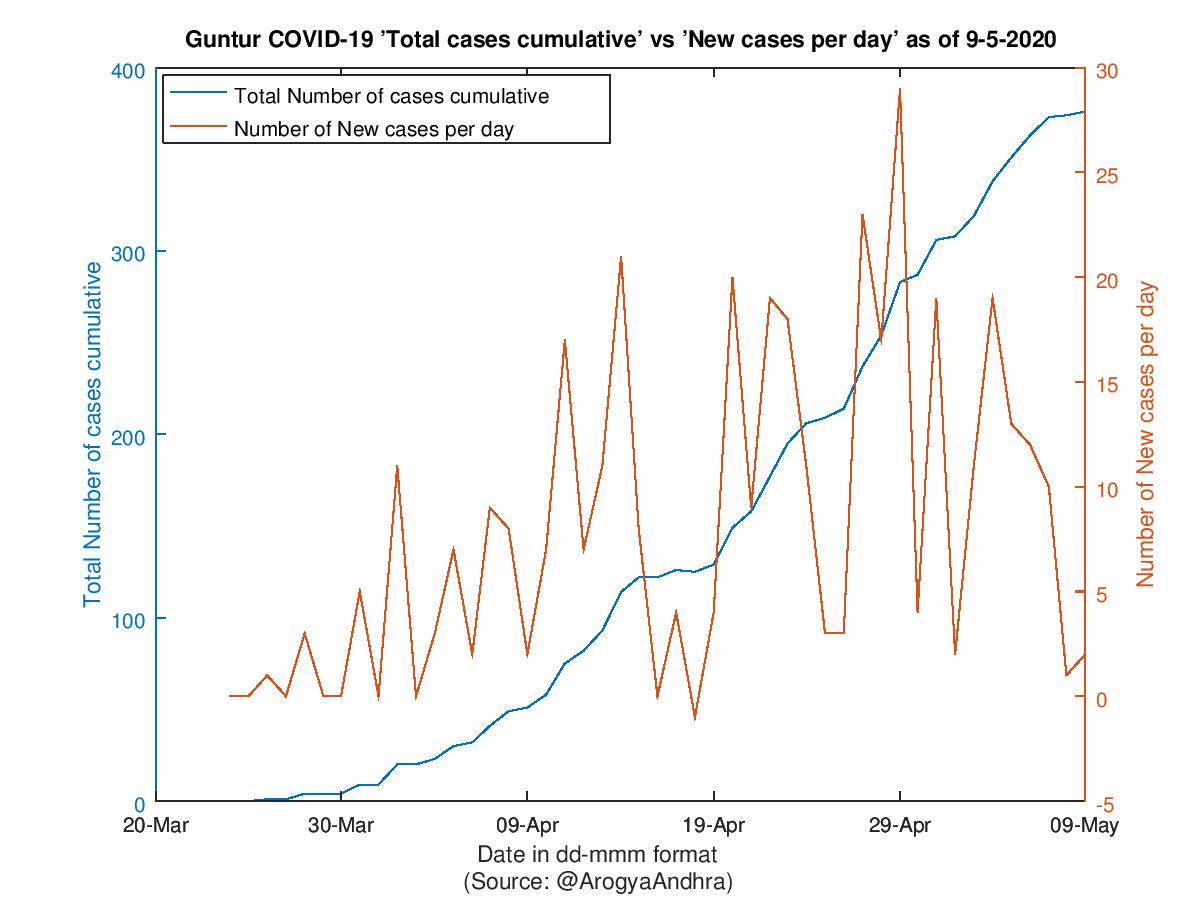 Guntur COVID-19 ’Total cases cumulative’ vs ’New cases per day’ as of 9-5-2020
Total Number of cases cumulative
Number of New cases per day
400
300
200
100
0
Total Number of cases cumulative
30
25
20
15
10
5
0
-5
Number of New cases per day
20-Mar 30-Mar 09-Apr 19-Apr 29-Apr 09-May
Date in dd-mmm format
(Source: @ArogyaAndhra)